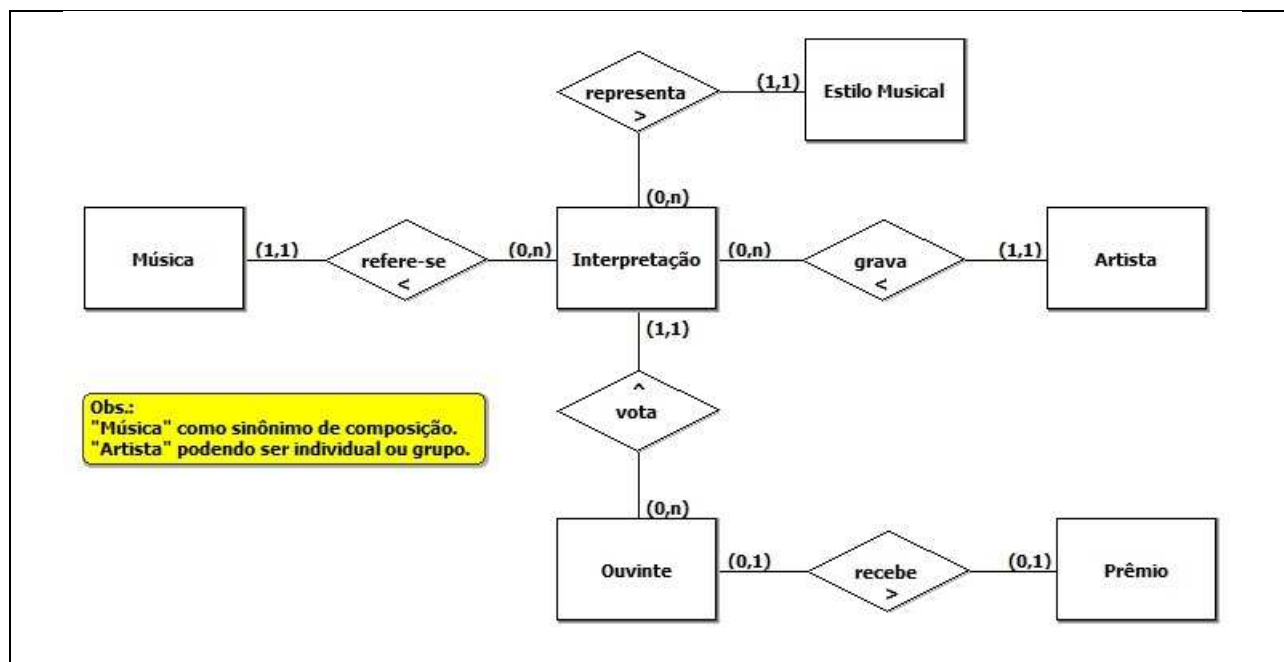 representa
>
(1,1)
Estilo Musical
(0,n)
Música
(1,1)
refere-se
<
(0,n)
Interpretação
(0,n)
grava
<
(1,1)
Artista
(1,1)
^
vota
Obs.:
"Música" como sinônimo de composição.
"Artista" podendo ser individual ou grupo.
(0,n)
Ouvinte
(0,1)
recebe
>
(0,1)
Prêmio